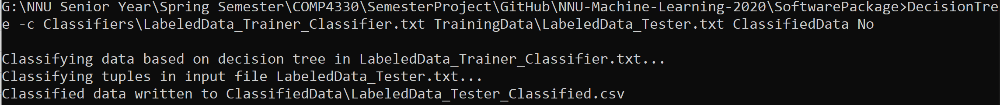 G:\NNU Senior Year\Spring Semester\COMP4330\SemesterProject\GitHub\NNU-Machine-Learning-2020\SoftwarePackage>DecisionTre
e -c Classifiers\LabeledData_Trainer_Classifier.txt TrainingData\LabeledData_Tester.txt ClassifiedData No
Classifying data based on decision tree in LabeledData_Trainer_Classifier.txt...
Classifying tuples in input file LabeledData_Tester.txt...
Classified data written to ClassifiedData\LabeledData_Tester_Classified.csv